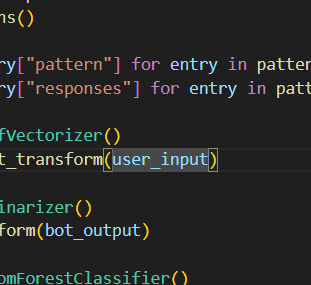 ns()
ry["pattern"] for entry in patter
ry["responses"] for entry in patt
fVectorizer()
t_transform(user_input)
inarizer()
form(bot_output)
omForestClassifier()